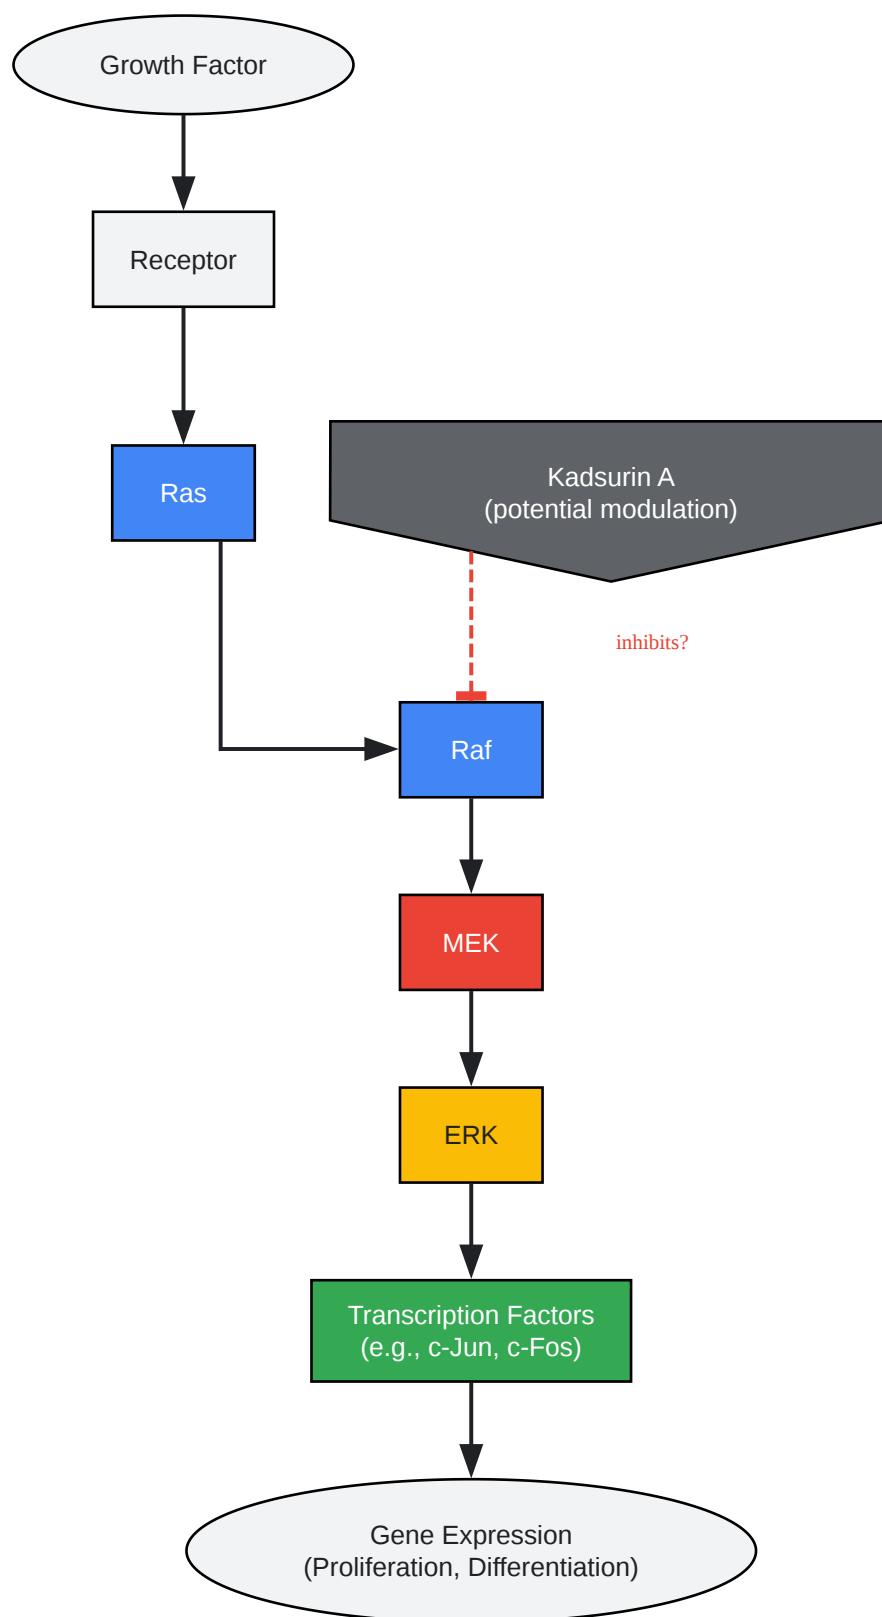 Growth Factor
Receptor
Ras
Kadsurin A
(potential modulation)
inhibits?
Raf
MEK
ERK
Transcription Factors
(e.g., c-Jun, c-Fos)
Gene Expression
(Proliferation, Differentiation)